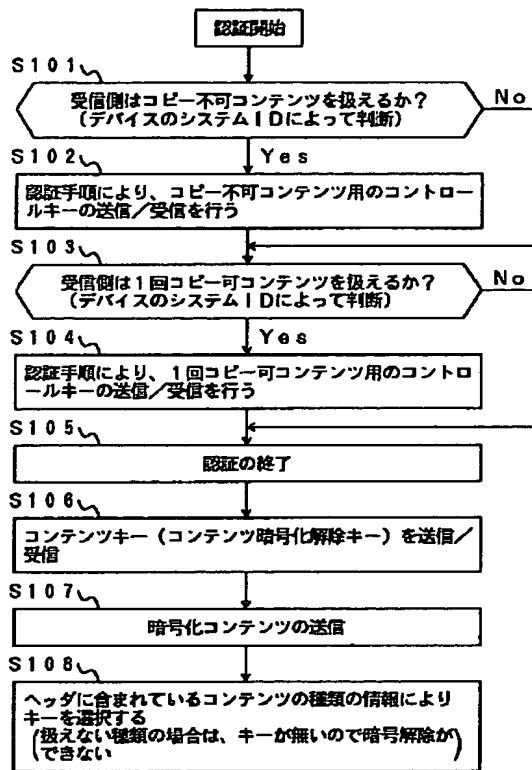 認証開始
S101
受信側はコピー不可コンテンツを扱えるか？
（デバイスのシステムIDによって判断）
No
S102
Yes
認証手順により、コピー不可コンテンツ用のコントロー
ルキーの送信／受信を行う
S103
受信側は1回コピー可コンテンツを扱えるか？
（デバイスのシステムIDによって判断）
No
S104
Yes
認証手順により、1回コピー可コンテンツ用のコントロ
ールキーの送信／受信を行う
S105
認証の終了
S106
コンテンツキー（コンテンツ暗号化解除キー）を送信／
受信
S107
暗号化コンテンツの送信
S108
ヘッダに含まれているコンテンツの種類の情報により
キーを選択する
（扱えない種類の場合は、キーが無いので暗号解除が
できない）